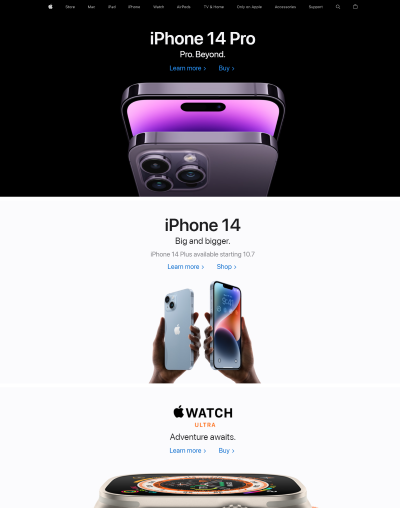 Store Mac iPad iPhone Watch AirPods TV & Home Only on Apple Accessories Support
iPhone 14 Pro
Pro. Beyond.
Learn more > Buy >
iPhone 14
Big and bigger.
iPhone 14 Plus available starting 10.7
Learn more > Shop >
WATCH
ULTRA
Adventure awaits.
Learn more > Buy >